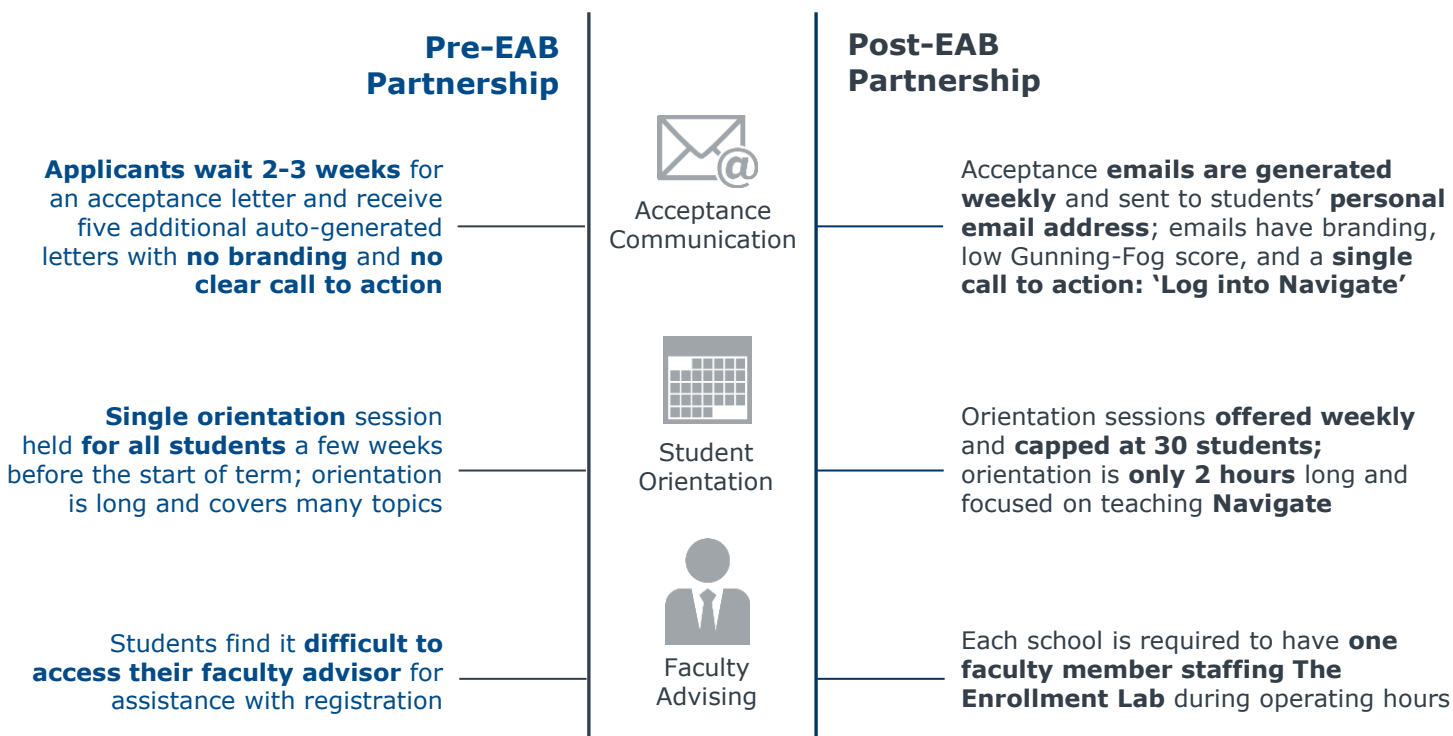 Pre-EAB
Partnership
Post-EAB
Partnership
Applicants wait 2-3 weeks for
an acceptance letter and receive
five additional auto-generated
letters with no branding and no
clear call to action
@
Acceptance
Communication
Acceptance emails are generated
weekly and sent to students’ personal
email address; emails have branding,
low Gunning-Fog score, and a single
call to action: ‘Log into Navigate’
Single orientation session
held for all students a few weeks
before the start of term; orientation
is long and covers many topics
Student
Orientation
Orientation sessions offered weekly
and capped at 30 students;
orientation is only 2 hours long and
focused on teaching Navigate
Students find it difficult to
access their faculty advisor for
assistance with registration
Faculty
Advising
Each school is required to have one
faculty member staffing The
Enrollment Lab during operating hours